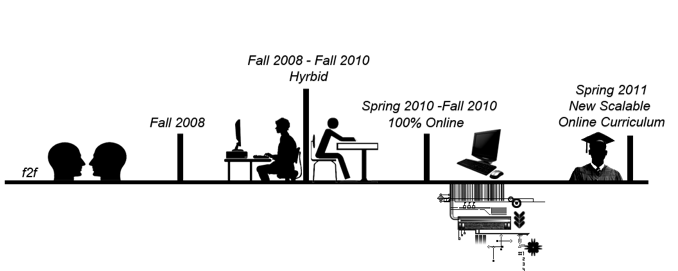 f2f
Fall 2008
Fall 2008 - Fall 2010
Hyrbid
Spring 2010 -Fall 2010
100% Online
Spring 2011
New Scalable
Online Curriculum